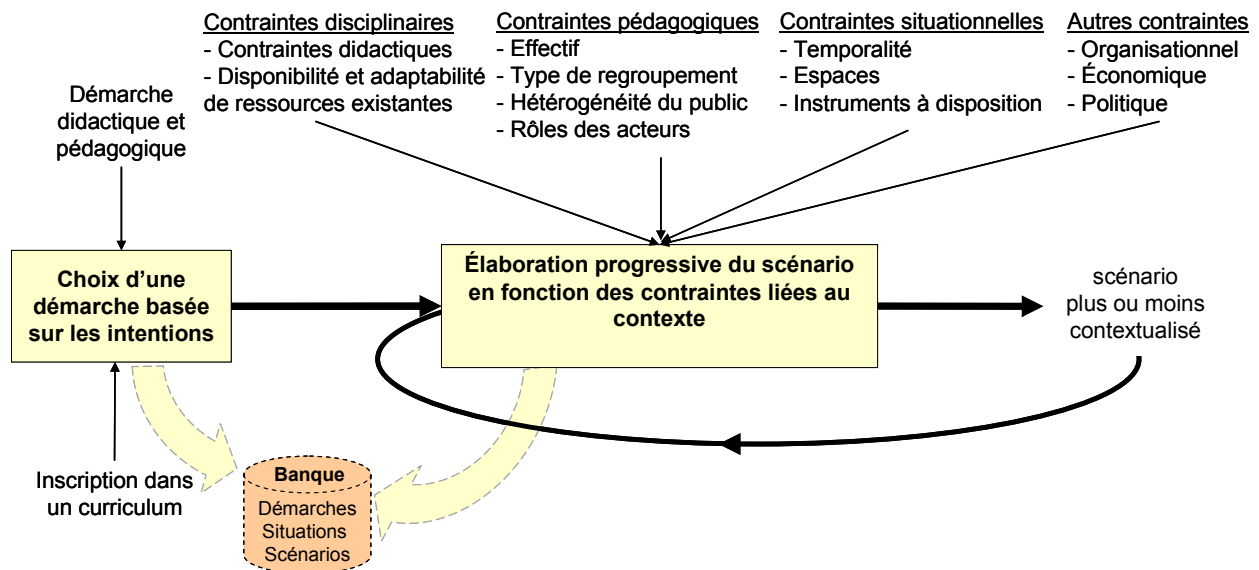 Contraintes disciplinaires
- Contraintes didactiques
- Disponibilité et adaptabilité
de ressources existantes
Contraintes pédagogiques
- Effectif
- Type de regroupement
- Hétérogénéité du public
- Rôles des acteurs
Contraintes situationnelles
- Temporalité
- Espaces
- Instruments à disposition
Autres contraintes
- Organisationnel
- Économique
- Politique
Démarche
didactique et
pédagogique
Choix d'une
démarche basée
sur les intentions
Élaboration progressive du scénario
en fonction des contraintes liées au
contexte
scénario
plus ou moins
contextualisé
Inscription dans
un curriculum
Banque
Démarches
Situations
Scénarios